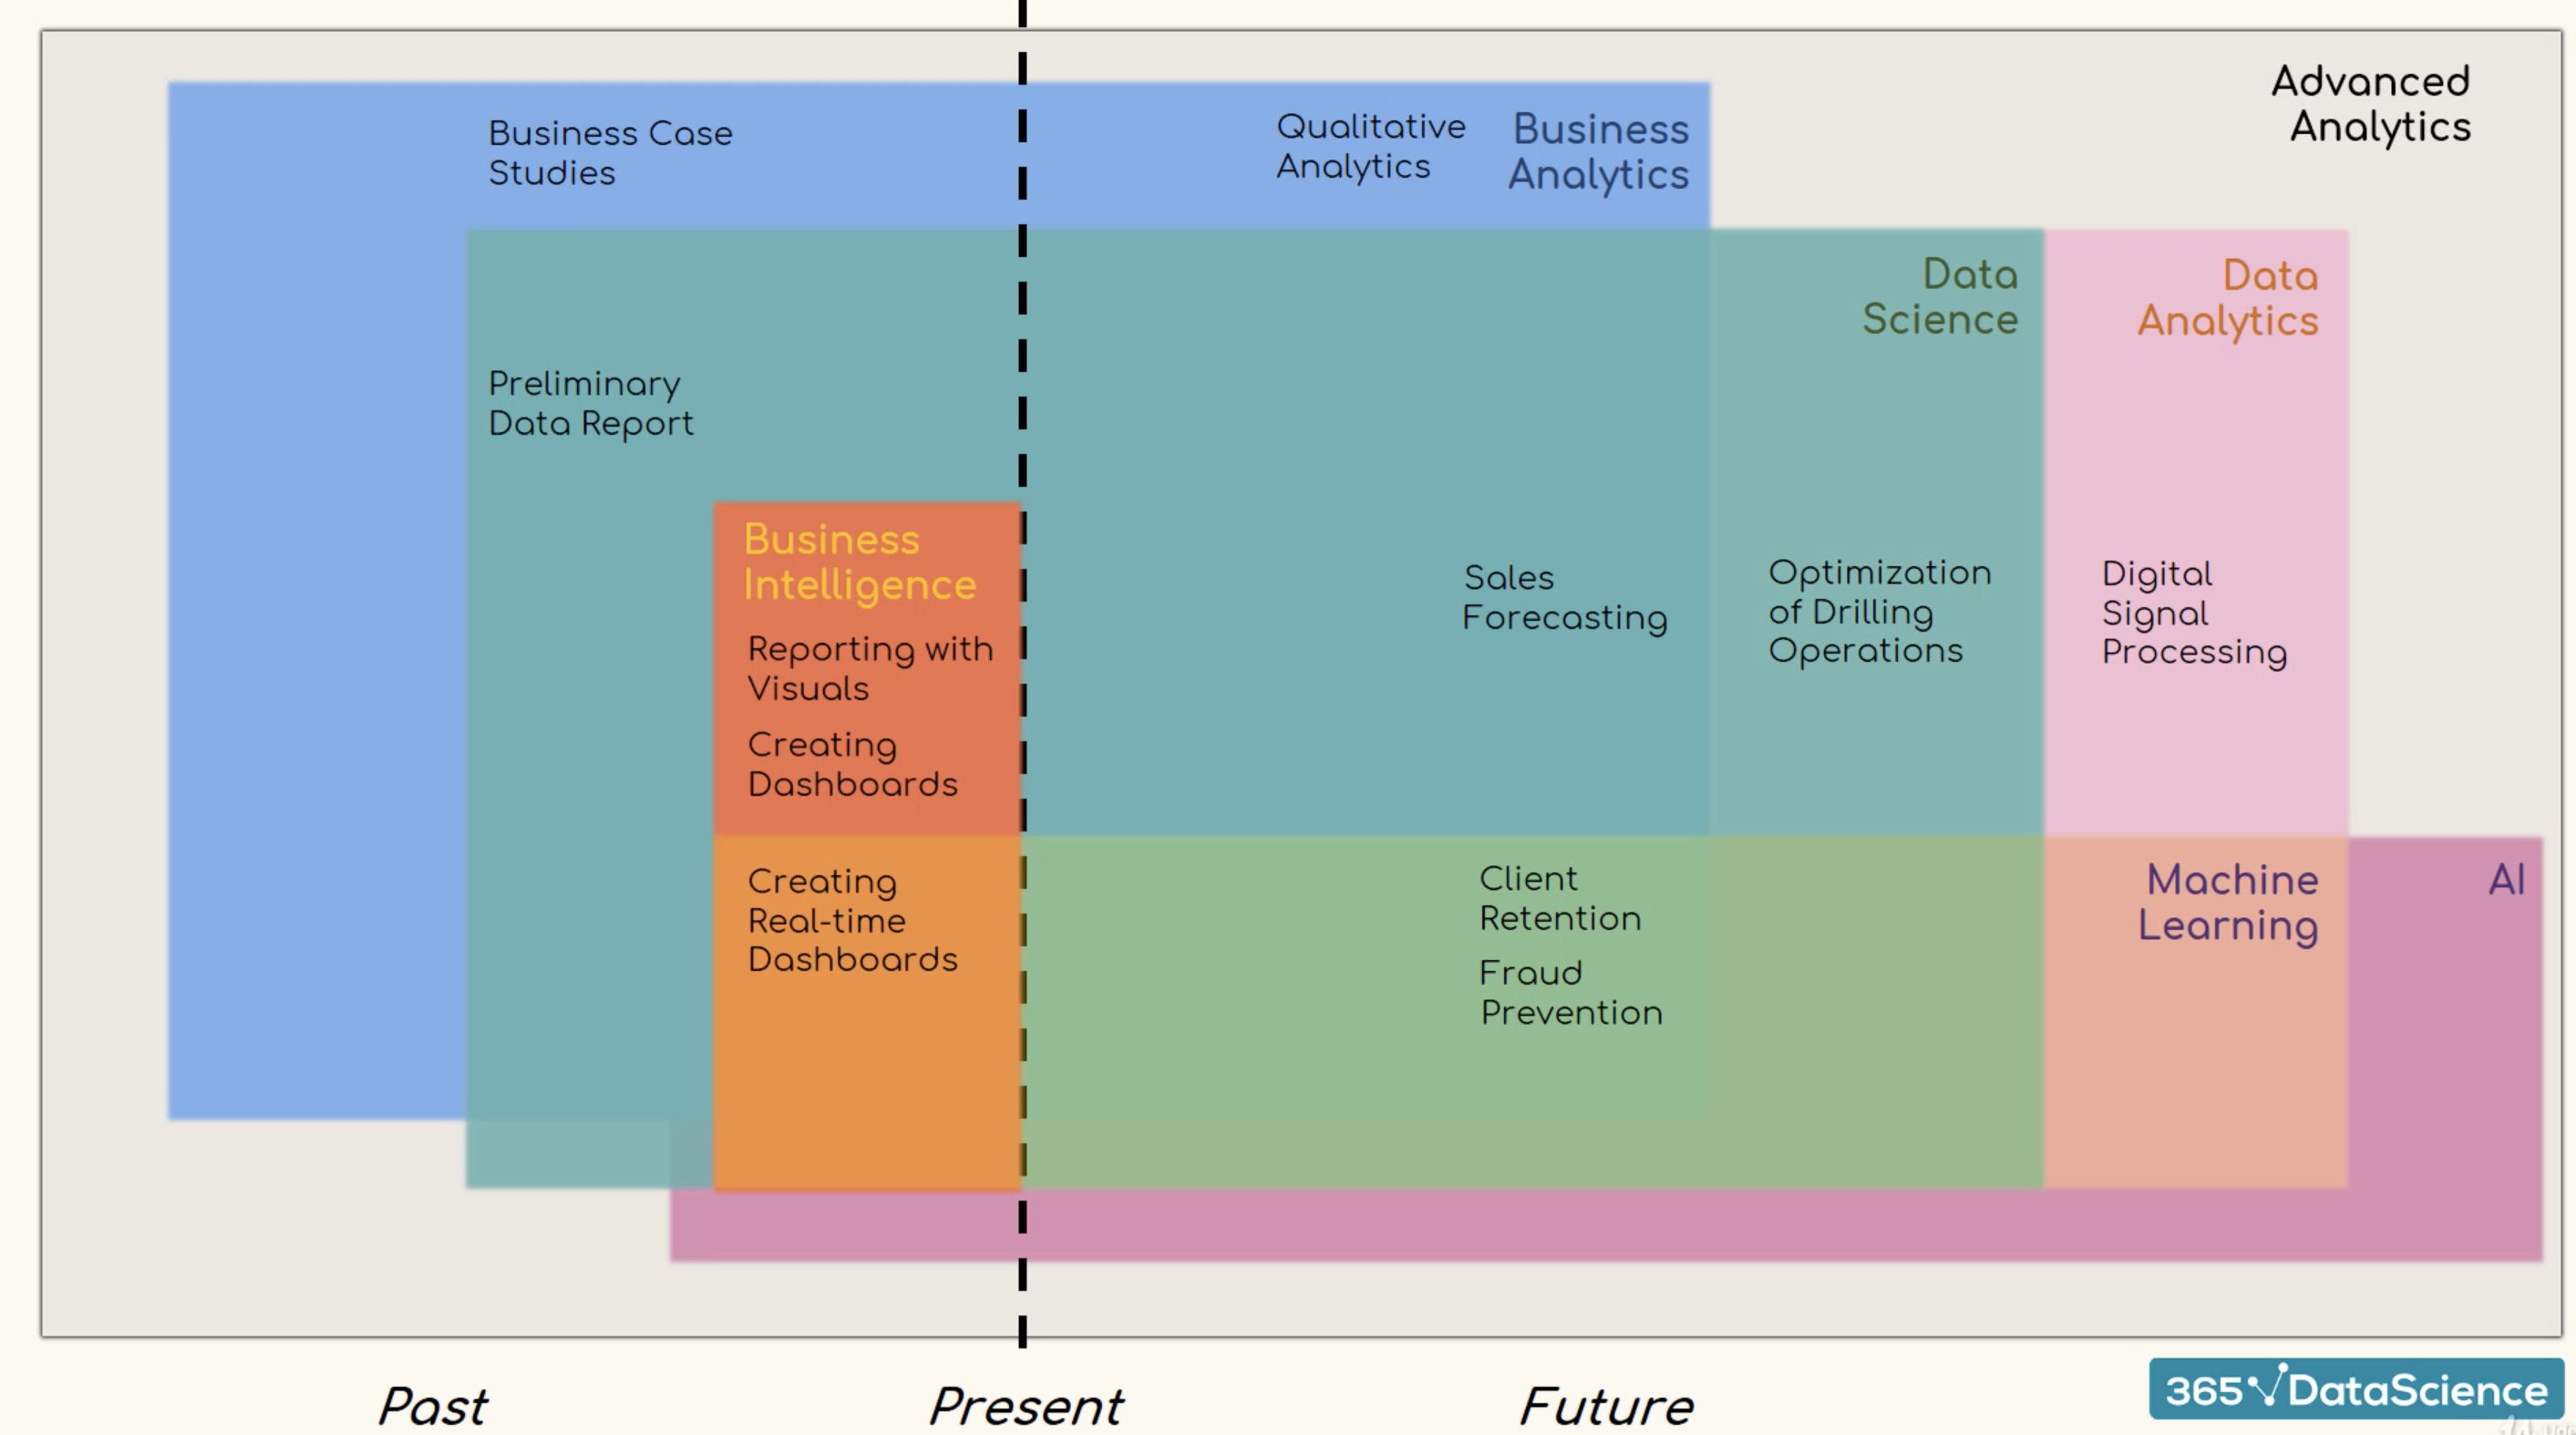 Advanced
Analytics
Business Case
Studies
Qualitative
Analytics
Business
Analytics
Data
Science
Data
Analytics
Preliminary
Data Report
Business
Intelligence
Reporting with
Visuals
Creating
Dashboards
Sales
Forecasting
Optimization
of Drilling
Operations
Digital
Signal
Processing
Creating
Real-time
Dashboards
Client
Retention
Fraud
Prevention
Machine
Learning
AI
Past
Present
Future
365 DataScience